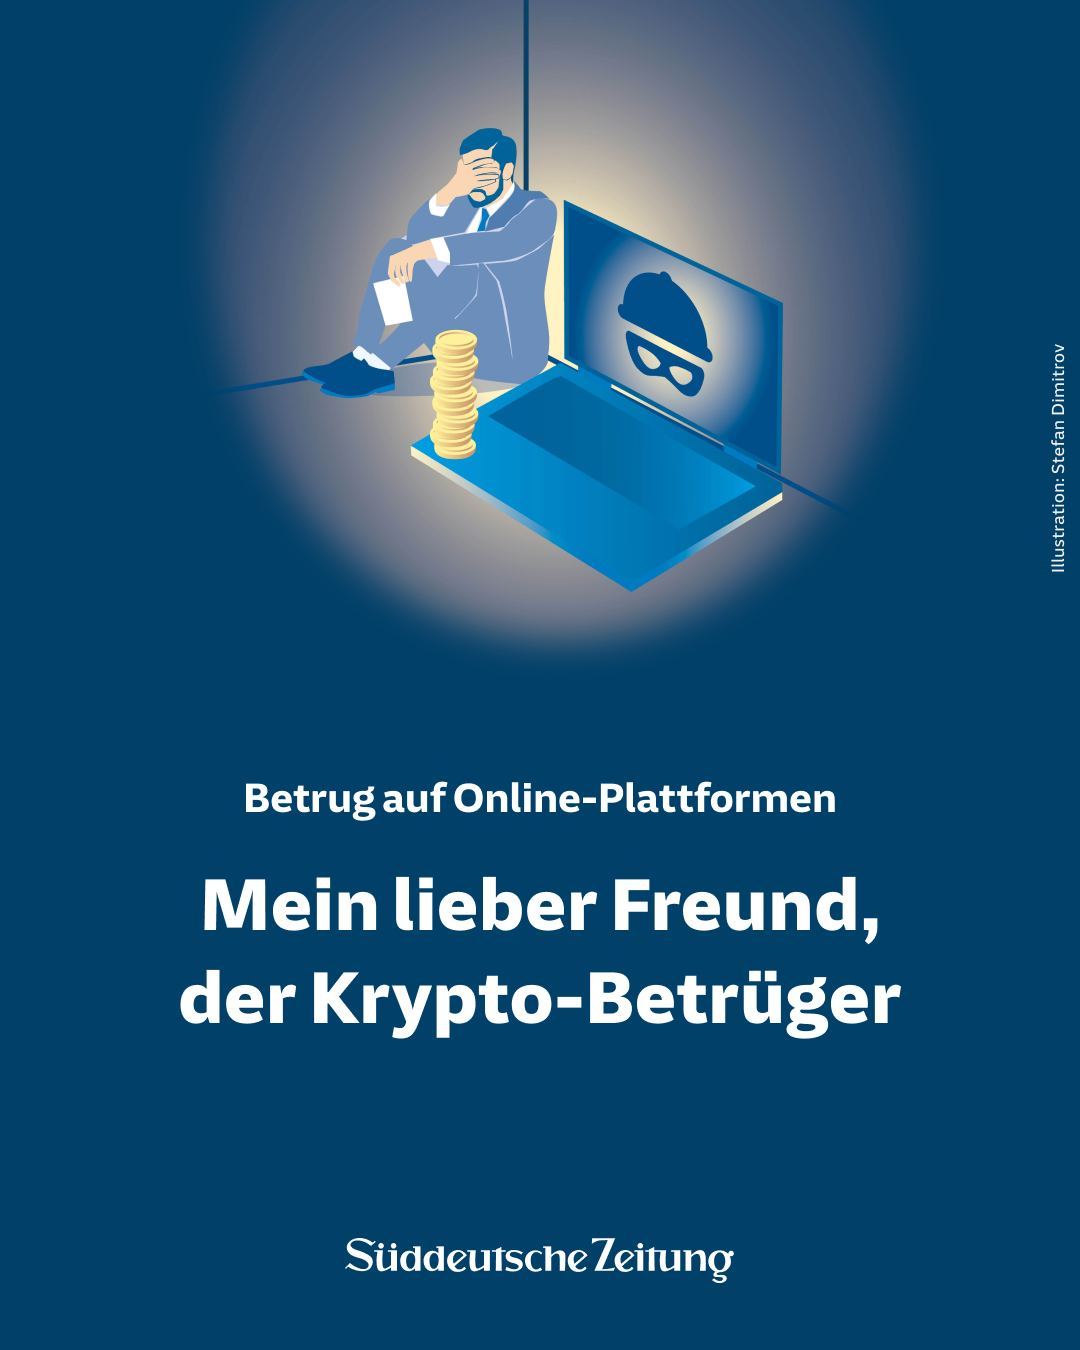 Illustration: Stefan Dimitrov
Betrug auf Online-Plattformen
Mein lieber Freund,
der Krypto-Betrüger
Süddeutsche Zeitung